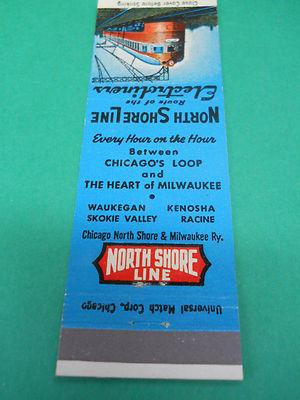 Close Cover Before Striking
NORTH SHORE LINE
Route of the
Electroliners
Every Hour on the Hour
Between
CHICAGO'S LOOP
and
THE HEART of MILWAUKEE
•
WAUKEGAN KENOSHA
SKOKIE VALLEY RACINE
Chicago North Shore & Milwaukee Ry.
NORTH SHORE
LINE
Universal Match Corp., Chicago